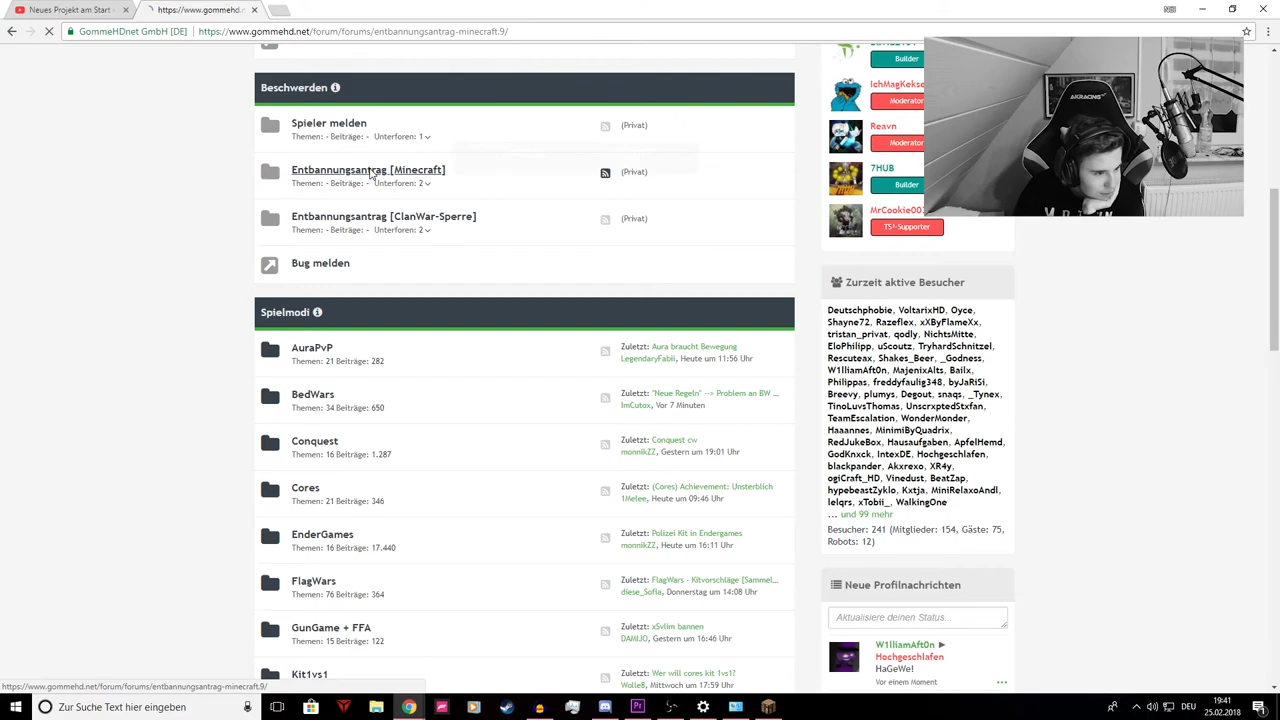 Neues Projekt am Start -
https://www.gommehd.net
GommeHDnet GmbH [DE]
https://www.gommehd.net/forum/forums/entbannungsantrag-minecraft.9/
Beschwerden
Spieler melden
Themen: - Beiträge: - Unterforen: 1
(Privat)
Entbannungsantrag [Minecraft]
Themen: - Beiträge: - Unterforen: 2
(Privat)
Entbannungsantrag [ClanWar-Sperre]
Themen: - Beiträge: - Unterforen: 2
(Privat)
Bug melden
Spielmodi
AuraPvP
Themen: 21 Beiträge: 282
Zuletzt: Aura braucht Bewegung
LegendaryFabii, Heute um 11:56 Uhr
BedWars
Themen: 34 Beiträge: 650
Zuletzt: "Neue Regeln" --> Problem an BW ...
ImCutox, Vor 7 Minuten
Conquest
Themen: 16 Beiträge: 1.287
Zuletzt: Conquest cw
monnikZZ, Gestern um 19:01 Uhr
Cores
Themen: 21 Beiträge: 346
Zuletzt: (Cores) Achievement: Unsterblich
1Melee, Heute um 09:46 Uhr
EnderGames
Themen: 16 Beiträge: 17.440
Zuletzt: Polizei Kit in Endergames
monnikZZ, Heute um 16:11 Uhr
FlagWars
Themen: 76 Beiträge: 364
Zuletzt: FlagWars - Kitvorschläge [Sammel...
diese_Sofia, Donnerstag um 14:08 Uhr
GunGame + FFA
Themen: 15 Beiträge: 122
Zuletzt: xSvlim bannen
DAMIJO, Gestern um 16:46 Uhr
Kit1vs1
Zuletzt: Wer will cores kit 1vs1?
Wolle8, Mittwoch um 17:59 Uhr
Builder
IchMagKekse
Moderator
Reavn
Moderator
7HUB
Builder
MrCookie00
TS³-Supporter
AKRACING
Zurzeit aktive Besucher
Deutschphobie, VoltarixHD, Oyce,
Shayne72, Razeflex, xXByFlameXx,
tristan_privat, qodly, NichtsMitte,
EloPhilipp, uScoutz, TryhardSchnitzel,
Rescuteax, Shakes_Beer, _Godness,
W1lliamAft0n, MajenixAlts, Bailx,
Philippas, freddyfaulig348, byJaRiSi,
Breevy, plumys, Degout, snaqs, _Tynex,
TinoLuvsThomas, UnscrxptedStxfan,
TeamEscalation, WonderMonder,
Haaannes, MinimiByQuadrix,
RedJukeBox, Hausaufgaben, ApfelHemd,
GodKnxck, IntexDE, Hochgeschlafen,
blackpander, Akxrexo, XR4y,
ogiCraft_HD, Vinedust, BeatZap,
hypebeastZyklo, Kxtja, MiniRelaxoAndl,
lelqrs, xTobii_, WalkingOne
... und 99 mehr
Besucher: 241 (Mitglieder: 154, Gäste: 75,
Robots: 12)
Neue Profilnachrichten
Aktualisiere deinen Status...
W1lliamAft0n
Hochgeschlafen
HaGeWe!
Vor einem Moment
https://www.gommehd.net/forum/forums/entbannungsantrag-minecraft.9/
Zur Suche Text hier eingeben
DEU
19:41
25.02.2018